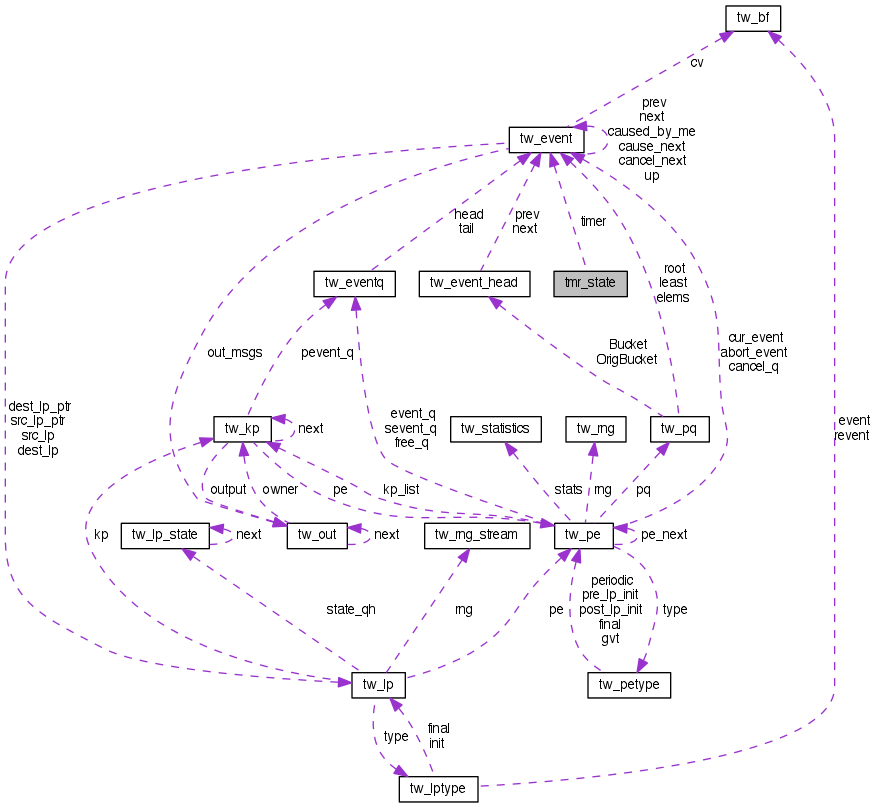 tw_bf
cv
prev
next
caused_by_me
cause_next
cancel_next
up
tw_event
head
tail
prev
next
timer
tw_eventq
tw_event_head
tmr_state
root
least
elems
out_msgs
pevent_q
Bucket
OrigBucket
cur_event
abort_event
cancel_q
dest_lp_ptr
src_lp_ptr
src_lp
dest_lp
event_q
sevent_q
free_q
event
revent
tw_kp
next
tw_statistics
tw_rng
tw_pq
output
owner
pe
kp_list
stats
rng
pq
kp
tw_lp_state
next
tw_out
next
tw_rng_stream
tw_pe
pe_next
state_qh
rng
pe
periodic
pre_lp_init
post_lp_init
final
gvt
type
tw_lp
tw_petype
type
final
init
tw_lptype